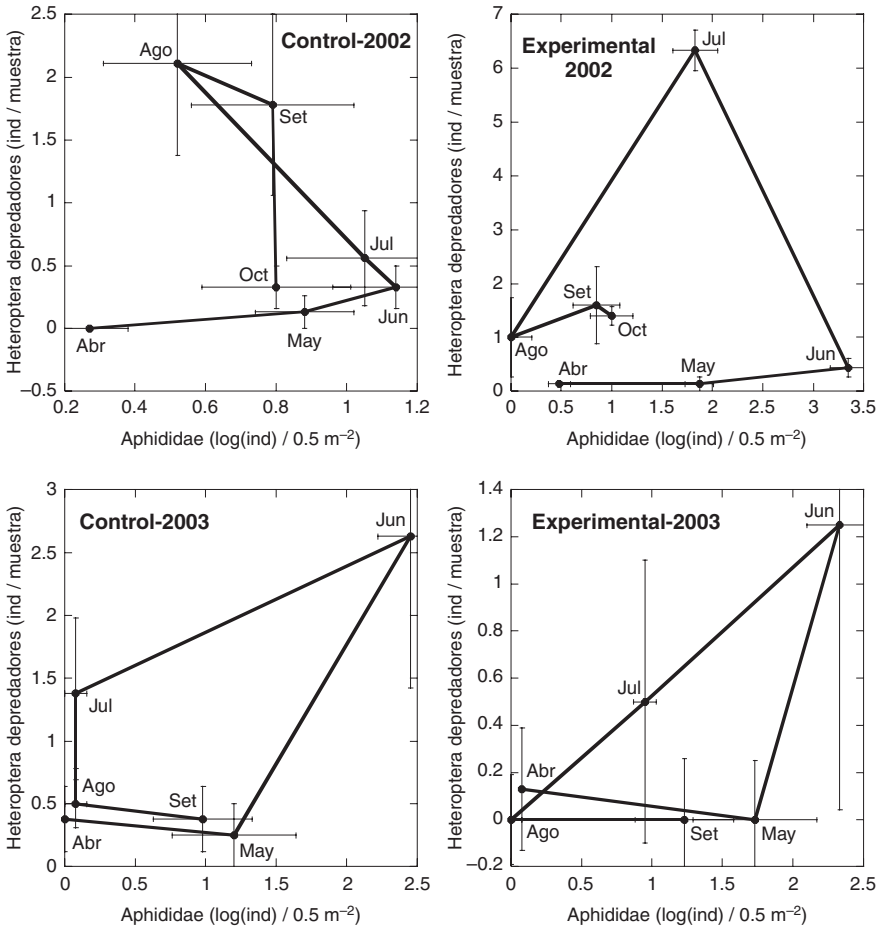 Control-2002
Heteroptera depredadores (ind / muestra)
2.5
2
1.5
1
0.5
0
–0.5
Ago
Set
Jul
Oct
Jun
May
Abr
0.2
0.4
0.6
0.8
1
1.2
Aphididae (log(ind) / 0.5 m–2)
Experimental
2002
Heteroptera depredadores (ind / muestra)
7
6
5
4
3
2
1
0
Jul
Set
Oct
Ago
Abr
May
Jun
0
0.5
1
1.5
2
2.5
3
3.5
Aphididae (log(ind) / 0.5 m–2)
Control-2003
Heteroptera depredadores (ind / muestra)
3
2.5
2
1.5
1
0.5
0
Jun
Jul
Ago
Set
Abr
May
0
0.5
1
1.5
2
2.5
Aphididae (log(ind) / 0.5 m–2)
Experimental-2003
Heteroptera depredadores (ind / muestra)
1.4
1.2
1
0.8
0.6
0.4
0.2
0
–0.2
Jun
Jul
Abr
Ago
Set
May
0
0.5
1
1.5
2
2.5
Aphididae (log(ind) / 0.5 m–2)